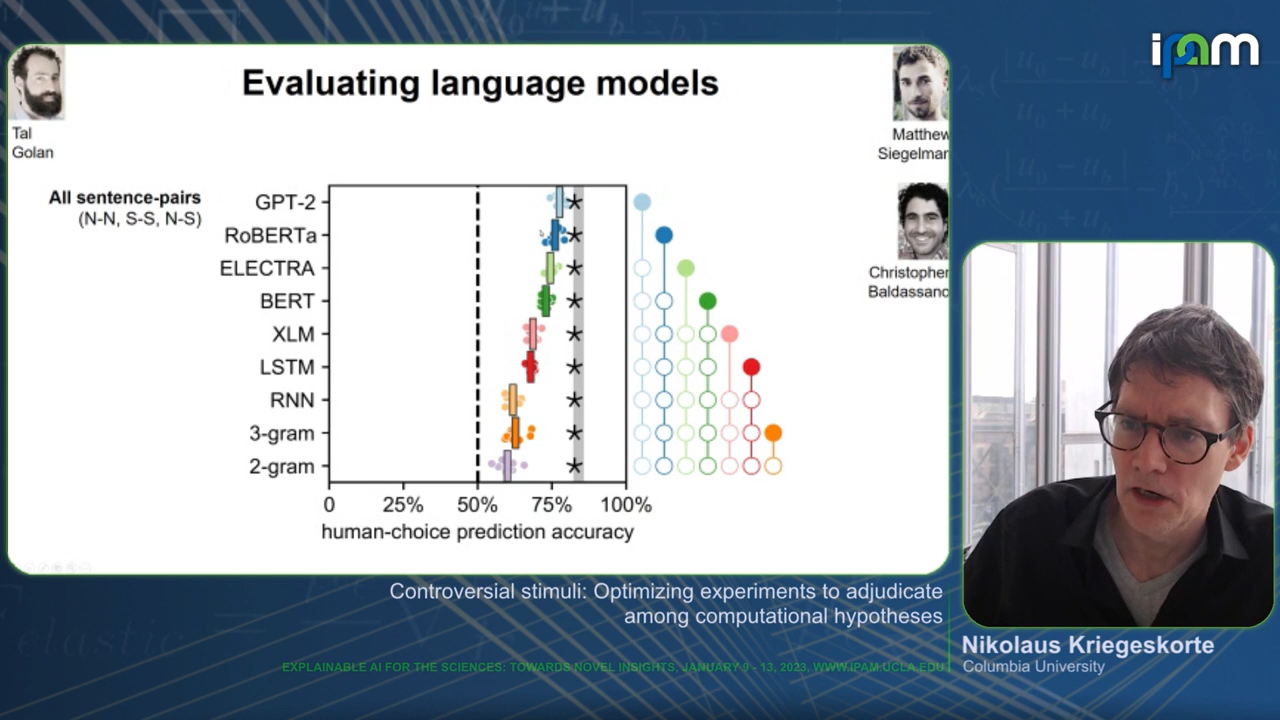 ipam
Evaluating language models
Tal
Golan
Matthew
Siegelman
Christopher
Baldassano
All sentence-pairs
(N-N, S-S, N-S)
GPT-2
RoBERTa
ELECTRA
BERT
XLM
LSTM
RNN
3-gram
2-gram
0 25% 50% 75% 100%
human-choice prediction accuracy
Controversial stimuli: Optimizing experiments to adjudicate
among computational hypotheses
EXPLAINABLE AI FOR THE SCIENCES: TOWARDS NOVEL INSIGHTS, JANUARY 9 - 13, 2023, WWW.IPAM.UCLA.EDU
Nikolaus Kriegeskorte
Columbia University
elastic